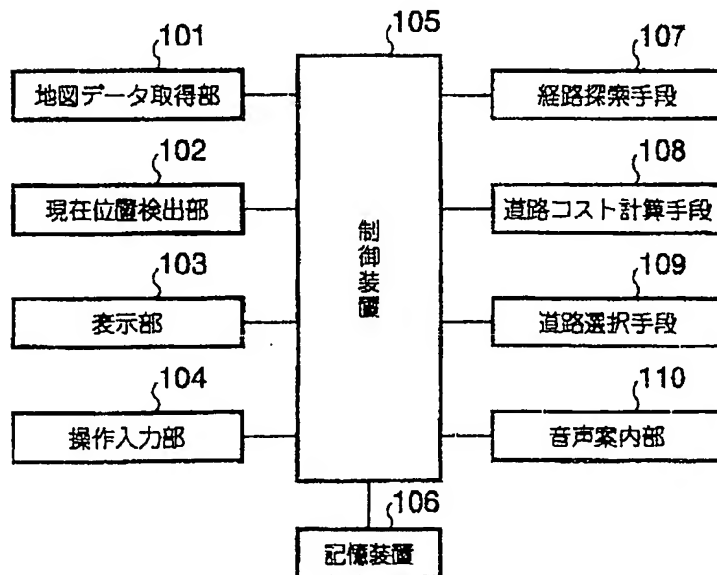 101
地図データ取得部
102
現在位置検出部
103
表示部
104
操作入力部
105
制御装置
106
記憶装置
107
経路探索手段
108
道路コスト計算手段
109
道路選択手段
110
音声案内部